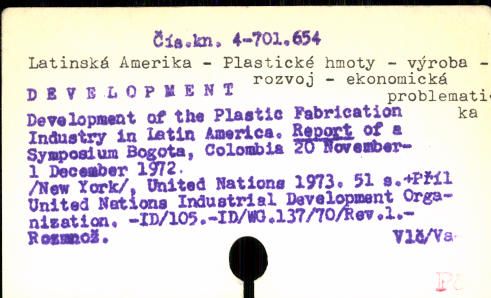 Čís.kn. 4-701.654
Latinská Amerika - Plastické hmoty - výroba -
rozvoj - ekonomická
problemati-
ka
DEVELOPMENT
Development of the Plastic Fabrication
Industry in Latin America. Report of a
Symposium Bogota, Colombia 20 November-
1 December 1972.
/New York/, United Nations 1973. 51 s.+Příl
United Nations Industrial Development Orga-
nization. -ID/105.-ID/WG.137/70/Rev.1.-
Rozmnož.
Vlč/Va